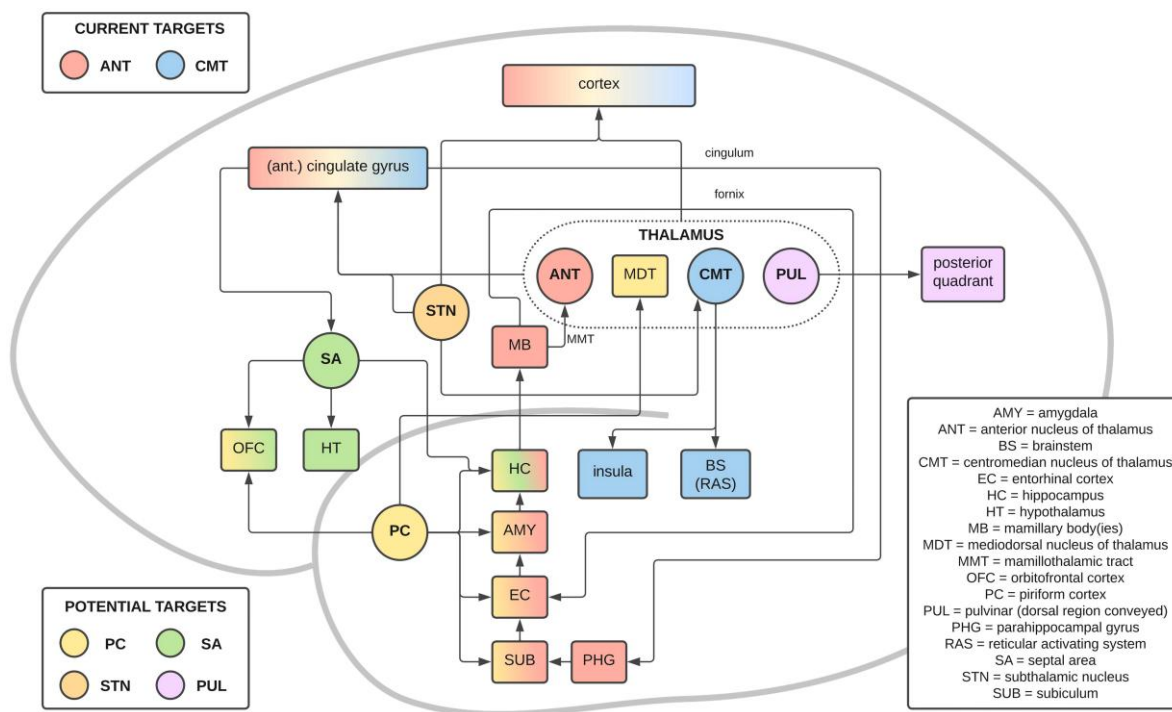 CURRENT TARGETS
ANT
CMT
cortex
(ant.) cingulate gyrus
cingulum
fornix
THALAMUS
ANT
MDT
CMT
PUL
posterior
quadrant
STN
MB
MMT
SA
OFC
HT
HC
insula
BS
(RAS)
PC
AMY
EC
SUB
PHG
POTENTIAL TARGETS
PC
SA
STN
PUL
AMY = amygdala
ANT = anterior nucleus of thalamus
BS = brainstem
CMT = centromedian nucleus of thalamus
EC = entorhinal cortex
HC = hippocampus
HT = hypothalamus
MB = mamillary body(ies)
MDT = mediodorsal nucleus of thalamus
MMT = mamillothalamic tract
OFC = orbitofrontal cortex
PC = piriform cortex
PUL = pulvinar (dorsal region conveyed)
PHG = parahippocampal gyrus
RAS = reticular activating system
SA = septal area
STN = subthalamic nucleus
SUB = subiculum